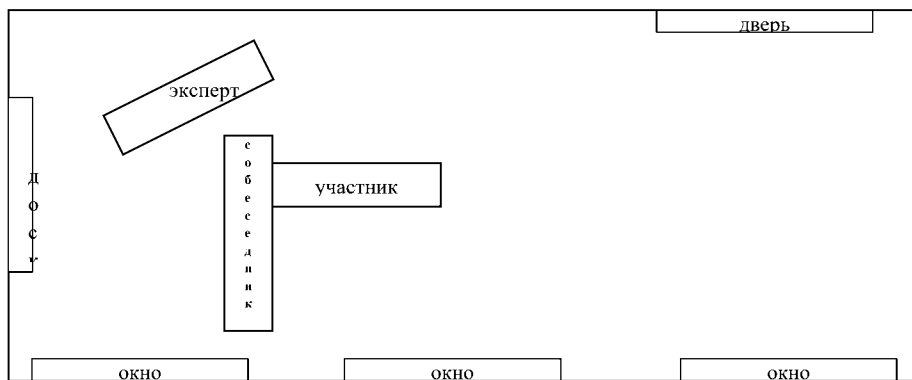 дверь
эксперт
собеседник
участник
окно
окно
окно